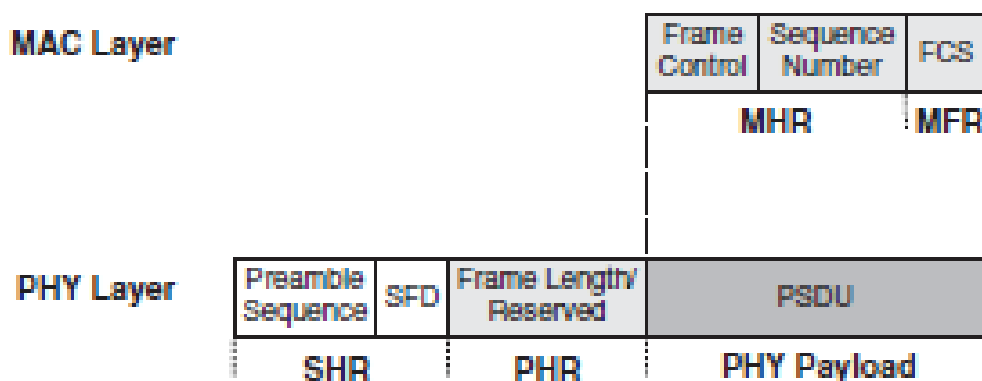 MAC Layer
Frame Control
Sequence Number
FCS
MHR
MFR
PHY Layer
Preamble Sequence
SFD
Frame Length/ Reserved
PSDU
SHR
PHR
PHY Payload